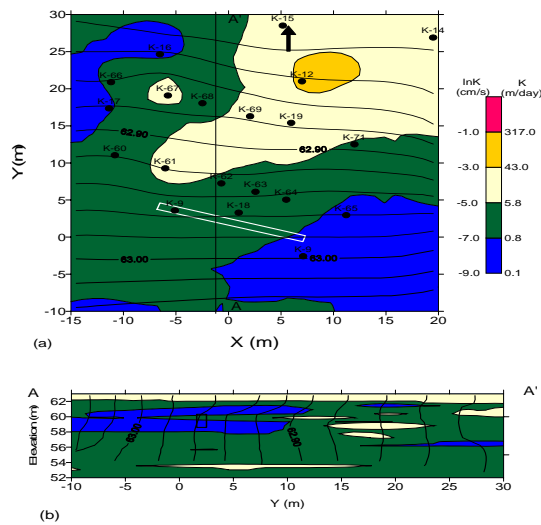 A'
30
25
20
15
10
5
0
-5
-10
Y(m)
-15
-10
-5
0
5
10
15
20
X (m)
(a)
A
K-15
K-14
K-16
K-66
K-67
K-12
K-68
K-69
K-19
62.90
K-71
K-60
K-61
K-62
K-63
K-64
K-9
K-18
K-65
K-9
63.00
63.00
lnK
(cm/s)
K
(m/day)
-1.0
317.0
-3.0
43.0
-5.0
5.8
-7.0
0.8
-9.0
0.1
A
A'
Elevation(m)
62
60
58
56
54
52
63.00
62.90
-10
-5
0
5
10
15
20
25
30
Y (m)
(b)